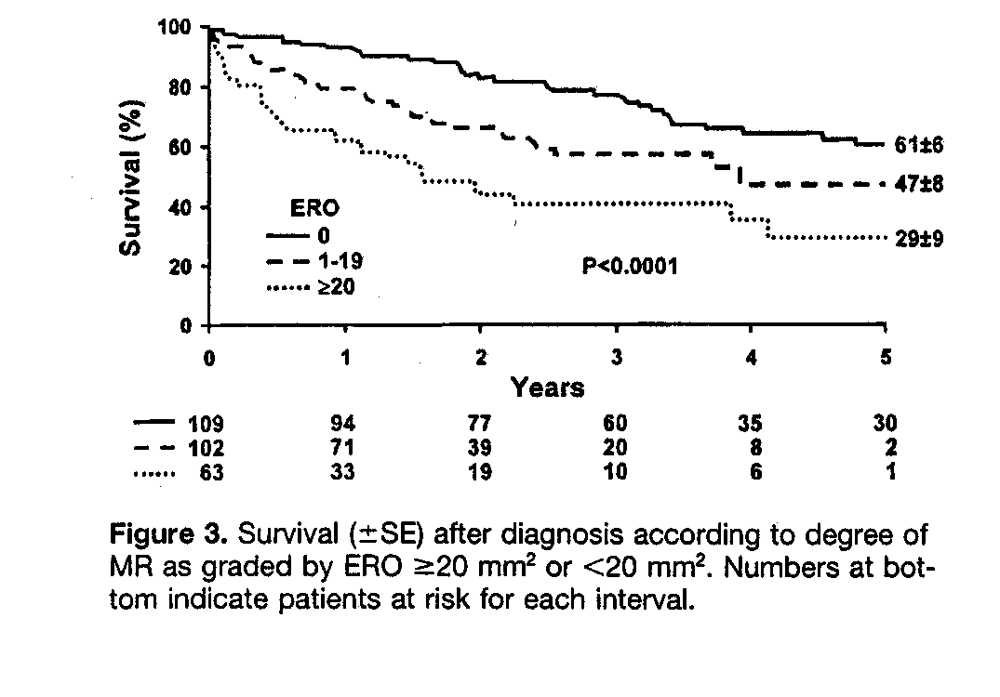 100
80
60
40
20
0
Survival (%)
61±6
47±8
29±9
ERO
0
1-19
≥20
P<0.0001
0 1 2 3 4 5
Years
109 94 77 60 35 30
102 71 39 20 8 2
63 33 19 10 6 1
Figure 3. Survival (±SE) after diagnosis according to degree of
MR as graded by ERO ≥20 mm² or <20 mm². Numbers at bot-
tom indicate patients at risk for each interval.